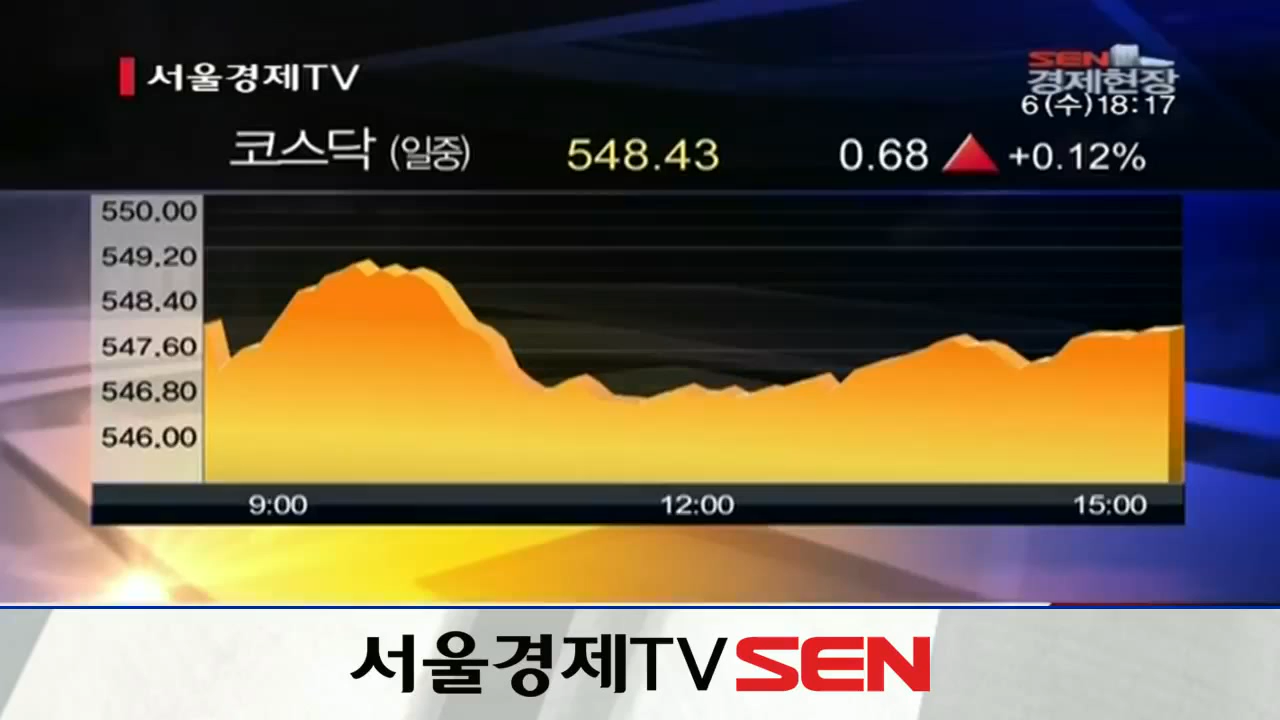 서울경제TV
SEN
경제현장
6(수)18:17
코스닥 (일중) 548.43 0.68 ▲ +0.12%
550.00
549.20
548.40
547.60
546.80
546.00
9:00 12:00 15:00
서울경제TV SEN